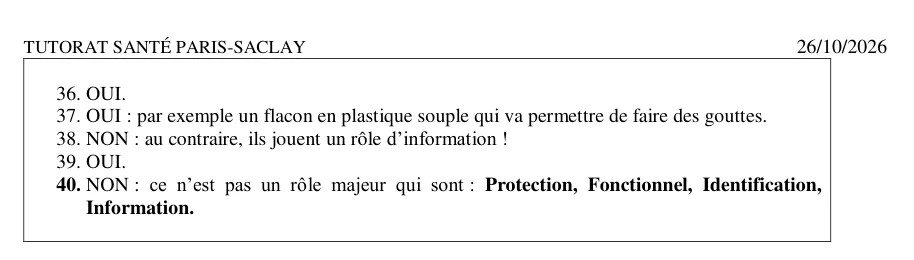 TUTORAT SANTÉ PARIS-SACLAY 26/10/2026
36. OUI.
37. OUI : par exemple un flacon en plastique souple qui va permettre de faire des gouttes.
38. NON : au contraire, ils jouent un rôle d’information !
39. OUI.
40. NON : ce n’est pas un rôle majeur qui sont : Protection, Fonctionnel, Identification,
Information.